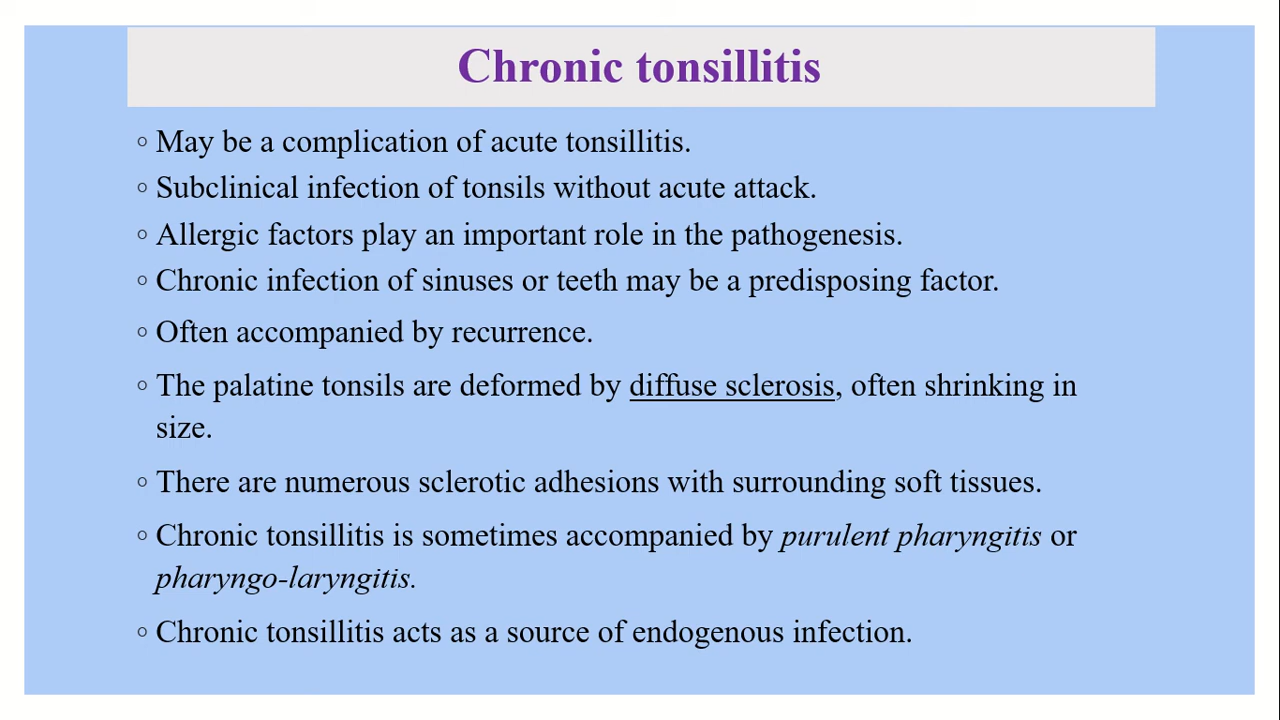 Chronic tonsillitis
◦ May be a complication of acute tonsillitis.
◦ Subclinical infection of tonsils without acute attack.
◦ Allergic factors play an important role in the pathogenesis.
◦ Chronic infection of sinuses or teeth may be a predisposing factor.
◦ Often accompanied by recurrence.
◦ The palatine tonsils are deformed by diffuse sclerosis, often shrinking in
size.
◦ There are numerous sclerotic adhesions with surrounding soft tissues.
◦ Chronic tonsillitis is sometimes accompanied by purulent pharyngitis or
pharyngo-laryngitis.
◦ Chronic tonsillitis acts as a source of endogenous infection.